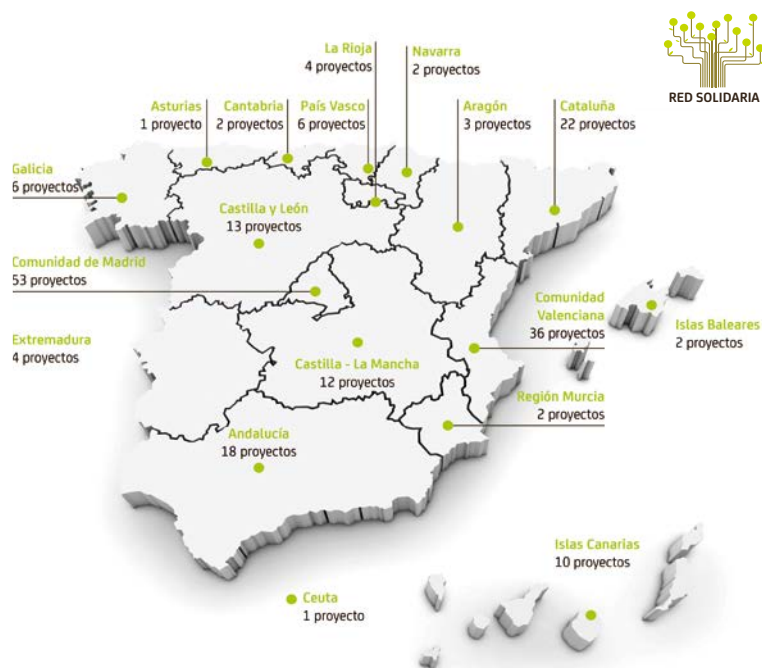 RED SOLIDARIA
La Rioja
4 proyectos
Navarra
2 proyectos
Asturias
1 proyecto
Cantabria
2 proyectos
País Vasco
6 proyectos
Aragón
3 proyectos
Cataluña
22 proyectos
Galicia
6 proyectos
Castilla y León
13 proyectos
Comunidad de Madrid
53 proyectos
Comunidad
Valenciana
36 proyectos
Islas Baleares
2 proyectos
Extremadura
4 proyectos
Castilla - La Mancha
12 proyectos
Región Murcia
2 proyectos
Andalucía
18 proyectos
Islas Canarias
10 proyectos
Ceuta
1 proyecto